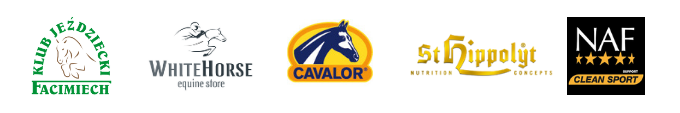 KLUB JEŹDZIECKI
FACIMIECH
WHITEHORSE
equine store
CAVALOR®
St Hippolyt
NUTRITION CONCEPTS
NAF
SUPPORT
CLEAN SPORT